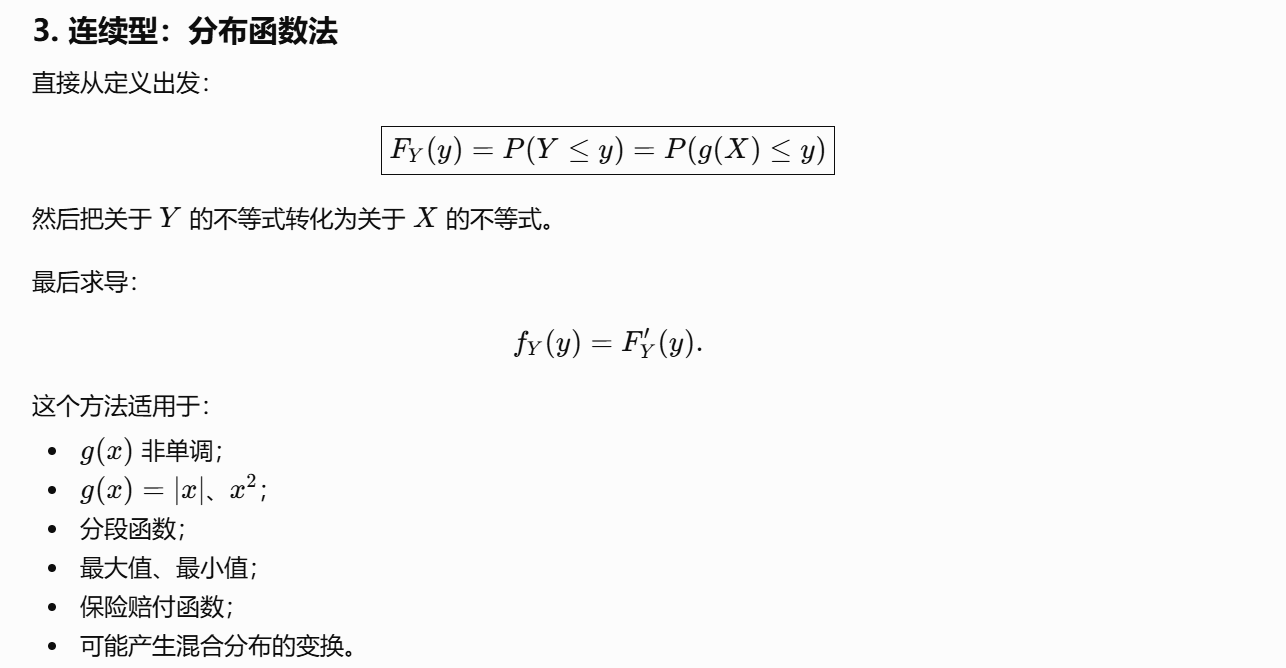 3. 连续型：分布函数法
直接从定义出发：
F_Y(y) = P(Y ≤ y) = P(g(X) ≤ y)
然后把关于 Y 的不等式转化为关于 X 的不等式。
最后求导：
f_Y(y) = F'_Y(y).
这个方法适用于：
• g(x) 非单调；
• g(x) = |x|、x²；
• 分段函数；
• 最大值、最小值；
• 保险赔付函数；
• 可能产生混合分布的变换。